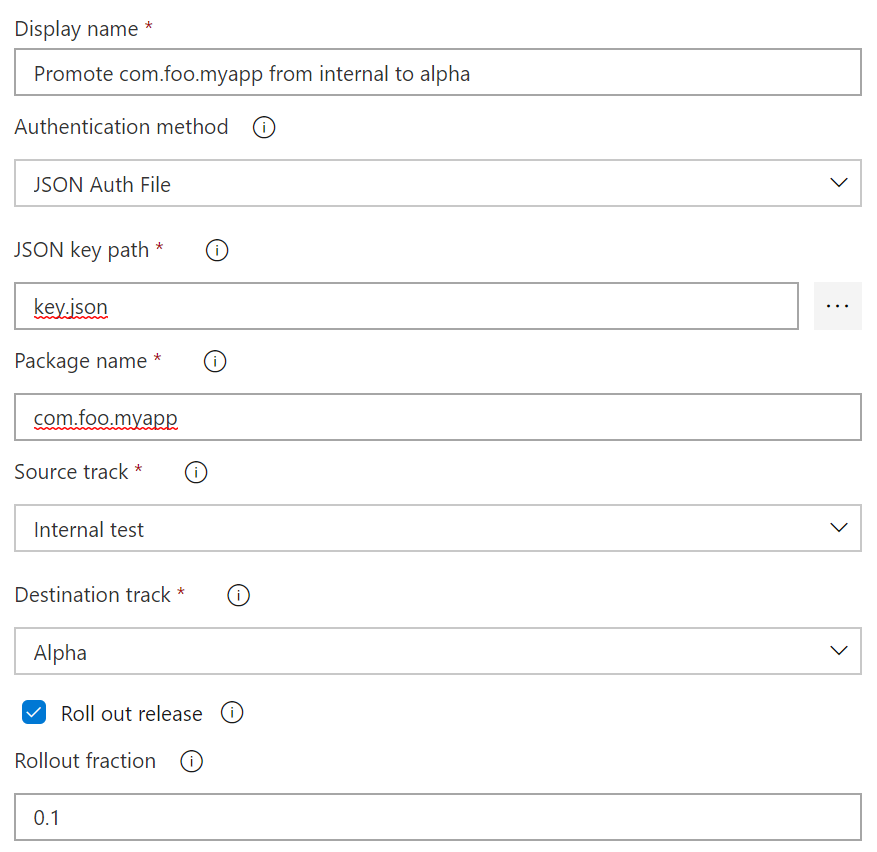 Display name *
Promote com.foo.myapp from internal to alpha
Authentication method
JSON Auth File
JSON key path *
key.json
...
Package name *
com.foo.myapp
Source track *
Internal test
Destination track *
Alpha
Roll out release
Rollout fraction
0.1